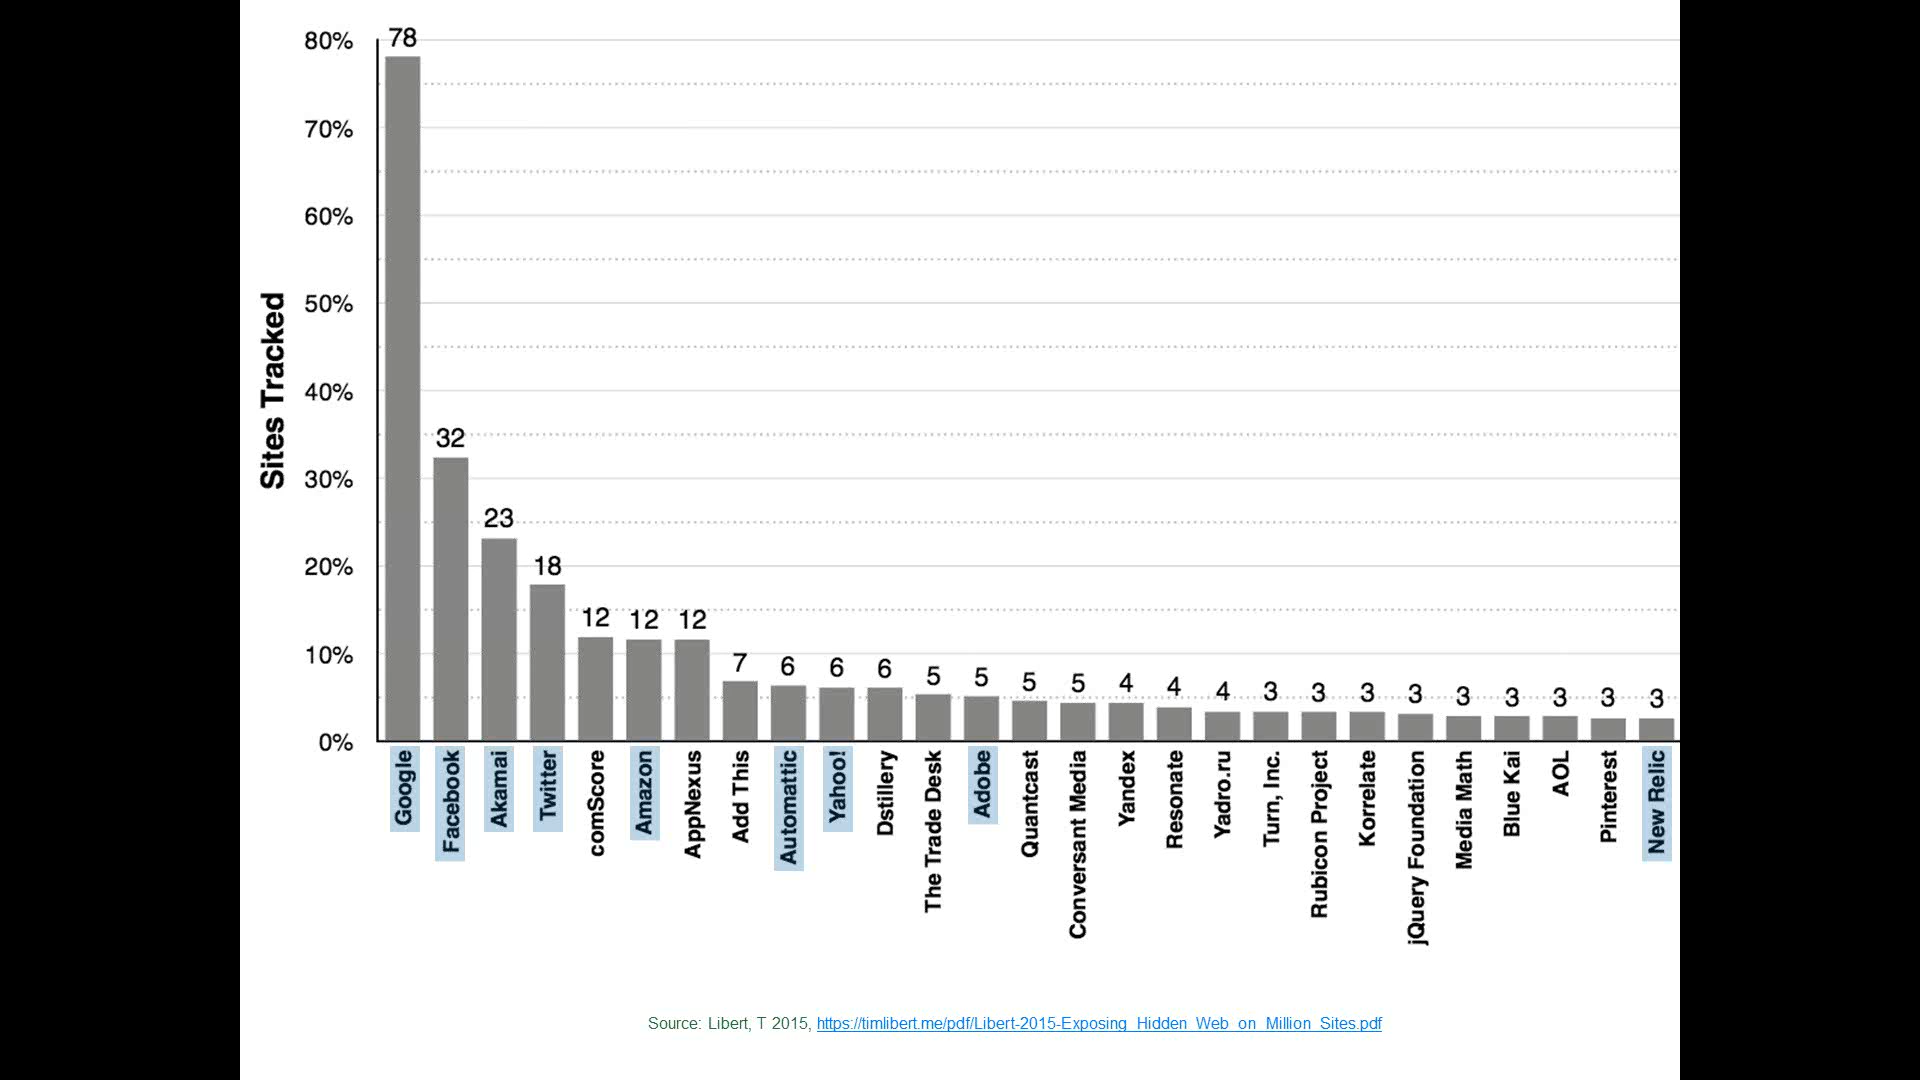 Sites Tracked
80%
70%
60%
50%
40%
30%
20%
10%
0%
78
32
23
18
12
12
12
7
6
6
6
5
5
5
5
4
4
4
3
3
3
3
3
3
3
3
3
Google
Facebook
Akamai
Twitter
comScore
Amazon
AppNexus
Add This
Automattic
Yahoo!
Dstillery
The Trade Desk
Adobe
Quantcast
Conversant Media
Yandex
Resonate
Yadro.ru
Turn, Inc.
Rubicon Project
Korrelate
jQuery Foundation
Media Math
Blue Kai
AOL
Pinterest
New Relic
Source: Libert, T 2015, https://timlibert.me/pdf/Libert-2015-Exposing_Hidden_Web_on_Million_Sites.pdf